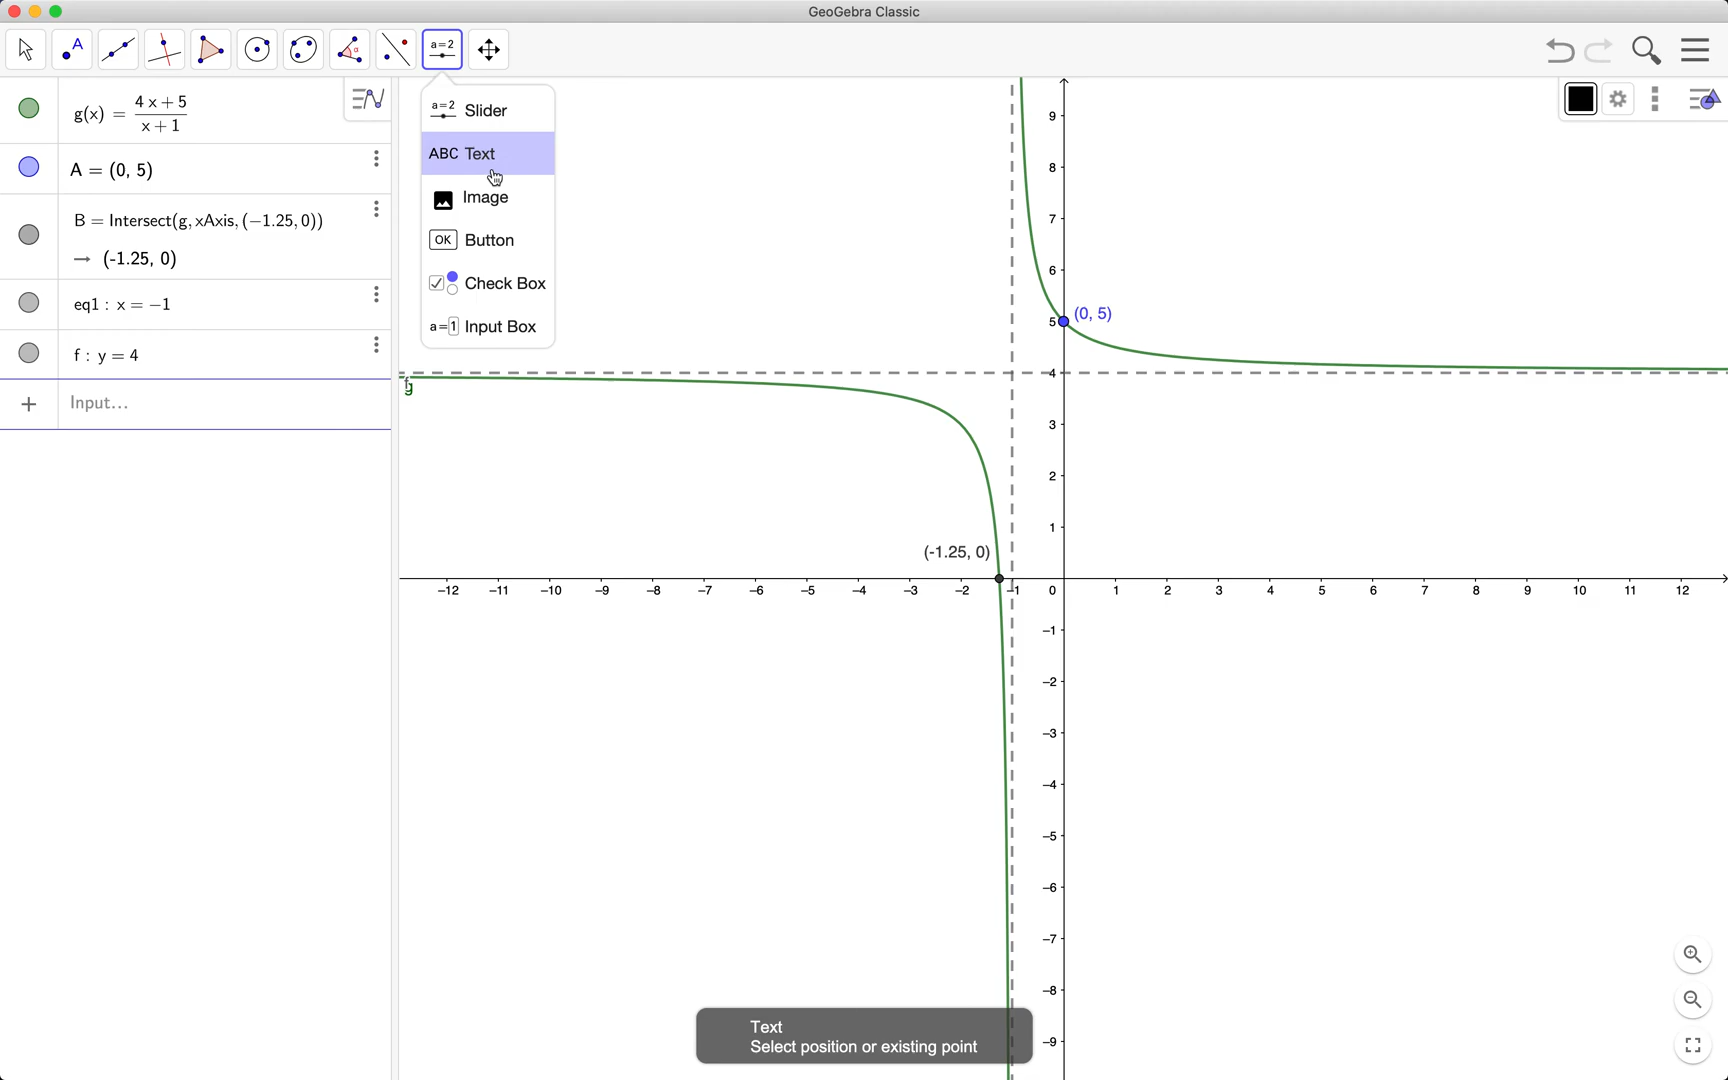 GeoGebra Classic
A
α
a=2
g(x) = 4x+5 / x+1
A = (0, 5)
B = Intersect(g, xAxis, (−1.25, 0))
→ (-1.25, 0)
eq1 : x = −1
f : y = 4
+ Input...
a=2 Slider
ABC Text
Image
OK Button
Check Box
a=1 Input Box
f
g
(0, 5)
(-1.25, 0)
9
8
7
6
5
4
3
2
1
−12 −11 −10 −9 −8 −7 −6 −5 −4 −3 −2 −1 0 1 2 3 4 5 6 7 8 9 10 11 12
−1
−2
−3
−4
−5
−6
−7
−8
−9
Text
Select position or existing point